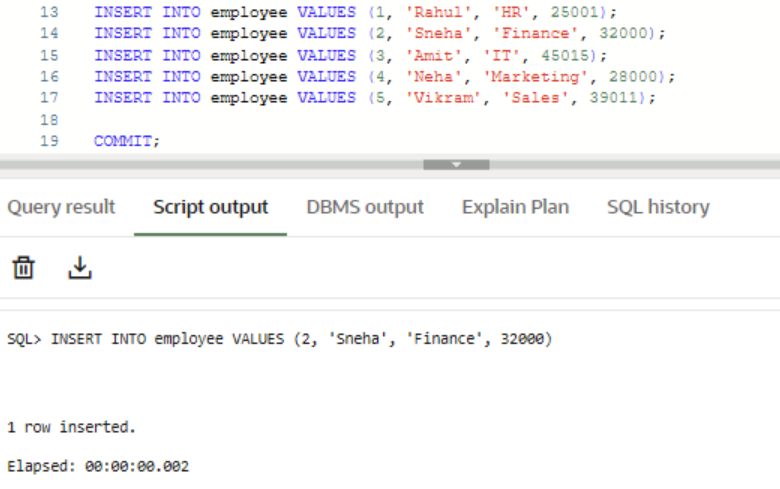 13 INSERT INTO employee VALUES (1, 'Rahul', 'HR', 25001);
14 INSERT INTO employee VALUES (2, 'Sneha', 'Finance', 32000);
15 INSERT INTO employee VALUES (3, 'Amit', 'IT', 45015);
16 INSERT INTO employee VALUES (4, 'Neha', 'Marketing', 28000);
17 INSERT INTO employee VALUES (5, 'Vikram', 'Sales', 39011);
18
19 COMMIT;
Query result Script output DBMS output Explain Plan SQL history
SQL> INSERT INTO employee VALUES (2, 'Sneha', 'Finance', 32000)
1 row inserted.
Elapsed: 00:00:00.002